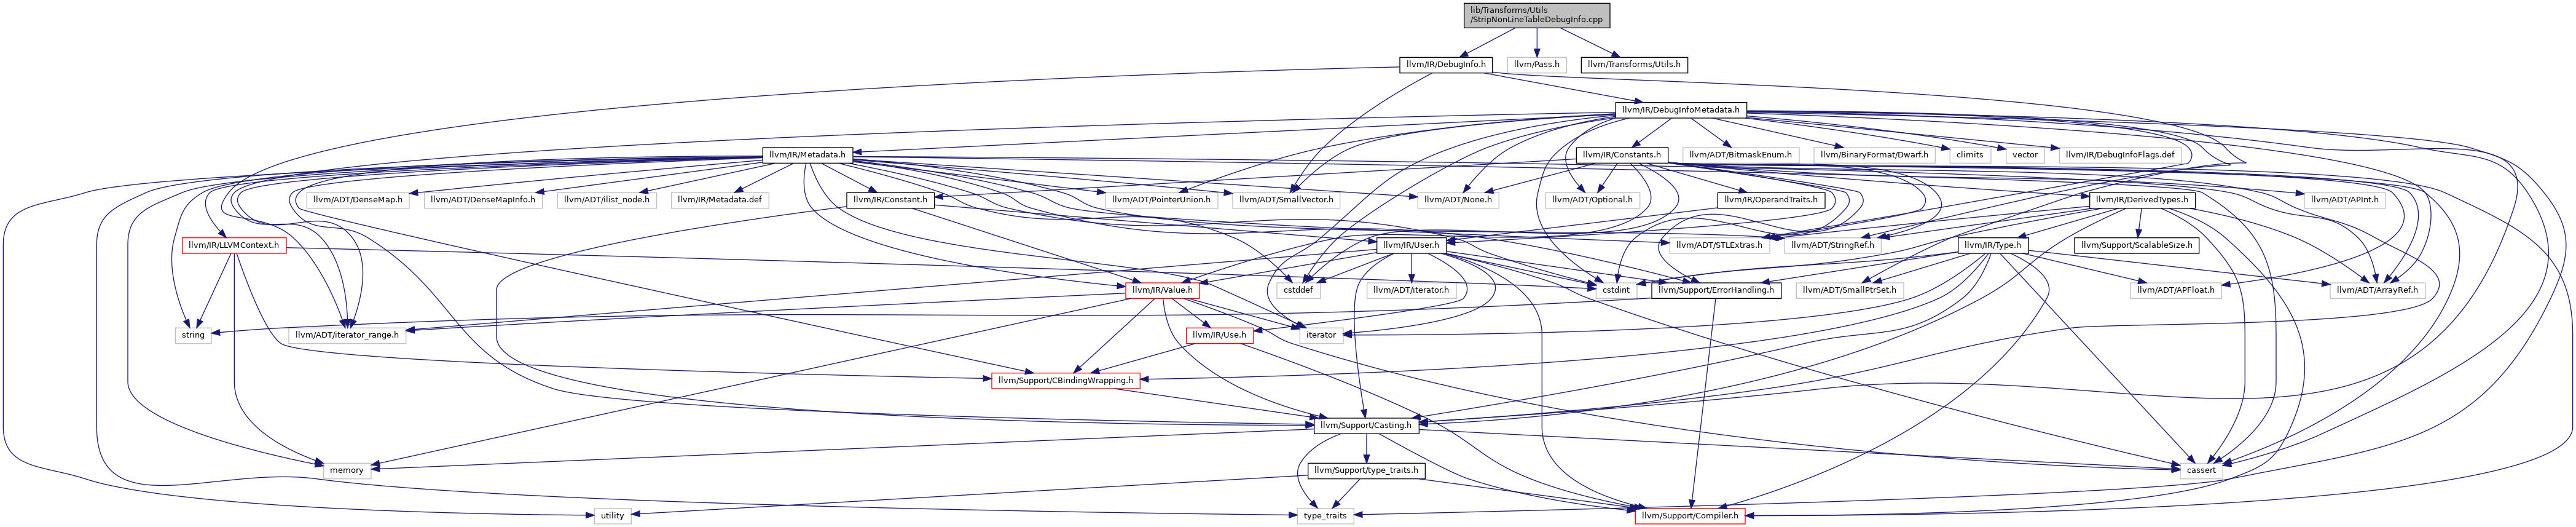 lib/Transforms/Utils
/StripNonLineTableDebugInfo.cpp
llvm/IR/DebugInfo.h
llvm/Pass.h
llvm/Transforms/Utils.h
llvm/IR/DebugInfoMetadata.h
llvm/IR/Metadata.h
llvm/IR/Constants.h
llvm/ADT/BitmaskEnum.h
llvm/BinaryFormat/Dwarf.h
climits
vector
llvm/IR/DebugInfoFlags.def
llvm/ADT/DenseMap.h
llvm/ADT/DenseMapInfo.h
llvm/ADT/ilist_node.h
llvm/IR/Metadata.def
llvm/IR/Constant.h
llvm/ADT/PointerUnion.h
llvm/ADT/SmallVector.h
llvm/ADT/None.h
llvm/ADT/Optional.h
llvm/IR/OperandTraits.h
llvm/IR/DerivedTypes.h
llvm/ADT/APInt.h
llvm/IR/LLVMContext.h
llvm/IR/User.h
llvm/ADT/STLExtras.h
llvm/ADT/StringRef.h
llvm/IR/Type.h
llvm/Support/ScalableSize.h
llvm/IR/Value.h
cstddef
llvm/ADT/iterator.h
cstdint
llvm/Support/ErrorHandling.h
llvm/ADT/SmallPtrSet.h
llvm/ADT/APFloat.h
llvm/ADT/ArrayRef.h
string
llvm/ADT/iterator_range.h
llvm/IR/Use.h
iterator
llvm/Support/CBindingWrapping.h
llvm/Support/Casting.h
memory
llvm/Support/type_traits.h
cassert
utility
type_traits
llvm/Support/Compiler.h